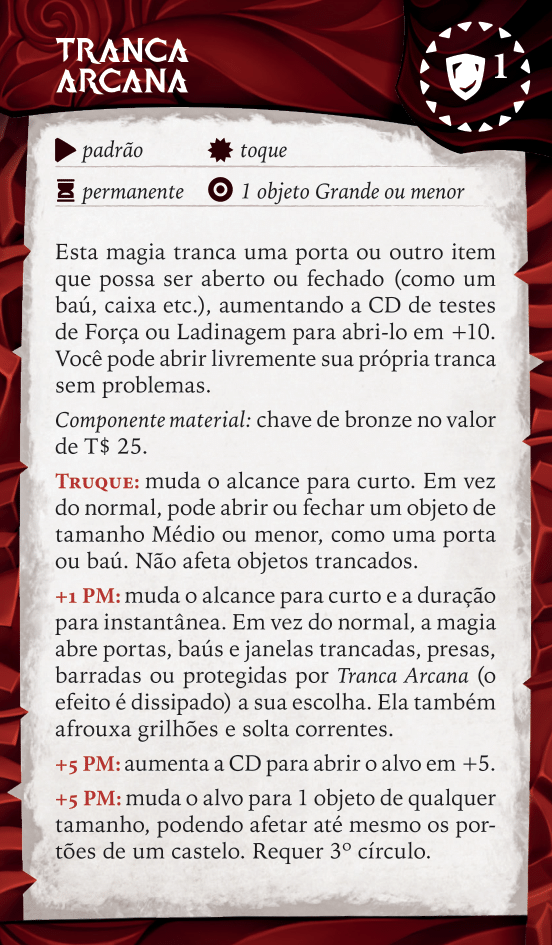 TRANCA
ARCANA
1
padrão
toque
permanente
1 objeto Grande ou menor
Esta magia tranca uma porta ou outro item
que possa ser aberto ou fechado (como um
baú, caixa etc.), aumentando a CD de testes
de Força ou Ladinagem para abri-lo em +10.
Você pode abrir livremente sua própria tranca
sem problemas.
Componente material: chave de bronze no valor
de T$ 25.
TRUQUE: muda o alcance para curto. Em vez
do normal, pode abrir ou fechar um objeto de
tamanho Médio ou menor, como uma porta
ou baú. Não afeta objetos trancados.
+1 PM: muda o alcance para curto e a duração
para instantânea. Em vez do normal, a magia
abre portas, baús e janelas trancadas, presas,
barradas ou protegidas por Tranca Arcana (o
efeito é dissipado) a sua escolha. Ela também
afrouxa grilhões e solta correntes.
+5 PM: aumenta a CD para abrir o alvo em +5.
+5 PM: muda o alvo para 1 objeto de qualquer
tamanho, podendo afetar até mesmo os por-
tões de um castelo. Requer 3º círculo.